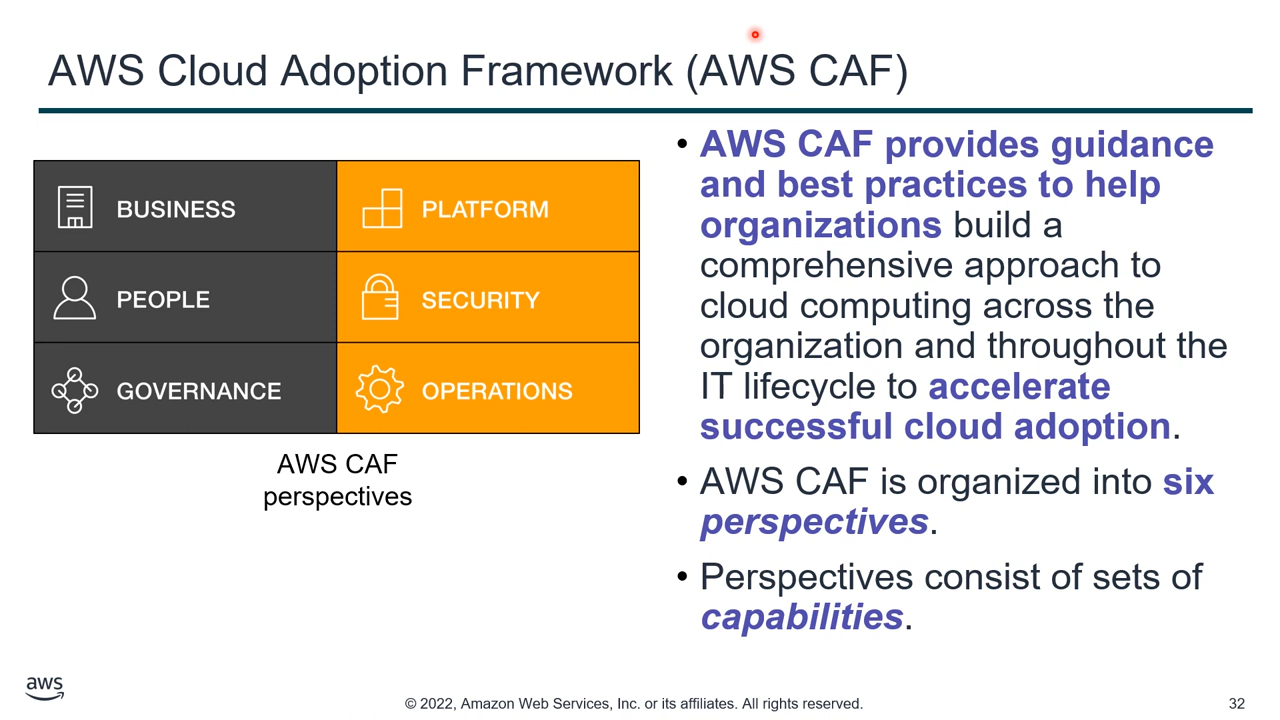 AWS Cloud Adoption Framework (AWS CAF)
BUSINESS
PLATFORM
PEOPLE
SECURITY
GOVERNANCE
OPERATIONS
AWS CAF
perspectives
• AWS CAF provides guidance
and best practices to help
organizations build a
comprehensive approach to
cloud computing across the
organization and throughout the
IT lifecycle to accelerate
successful cloud adoption.
• AWS CAF is organized into six
perspectives.
• Perspectives consist of sets of
capabilities.
aws
© 2022, Amazon Web Services, Inc. or its affiliates. All rights reserved.
32